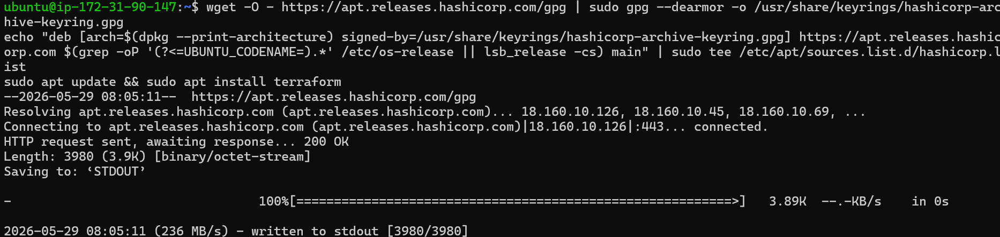 ubuntu@ip-172-31-90-147:~$ wget -O - https://apt.releases.hashicorp.com/gpg | sudo gpg --dearmor -o /usr/share/keyrings/hashicorp-arc
hive-keyring.gpg
echo "deb [arch=$(dpkg --print-architecture) signed-by=/usr/share/keyrings/hashicorp-archive-keyring.gpg] https://apt.releases.hashic
orp.com $(grep -oP '(?<=UBUNTU_CODENAME=).*' /etc/os-release || lsb_release -cs) main" | sudo tee /etc/apt/sources.list.d/hashicorp.l
ist
sudo apt update && sudo apt install terraform
--2026-05-29 08:05:11--  https://apt.releases.hashicorp.com/gpg
Resolving apt.releases.hashicorp.com (apt.releases.hashicorp.com)... 18.160.10.126, 18.160.10.45, 18.160.10.69, ...
Connecting to apt.releases.hashicorp.com (apt.releases.hashicorp.com)|18.160.10.126|:443... connected.
HTTP request sent, awaiting response... 200 OK
Length: 3980 (3.9K) [binary/octet-stream]
Saving to: ‘STDOUT’
-                                 100%[==========================================================>]   3.89K  --.-KB/s    in 0s
2026-05-29 08:05:11 (236 MB/s) - written to stdout [3980/3980]